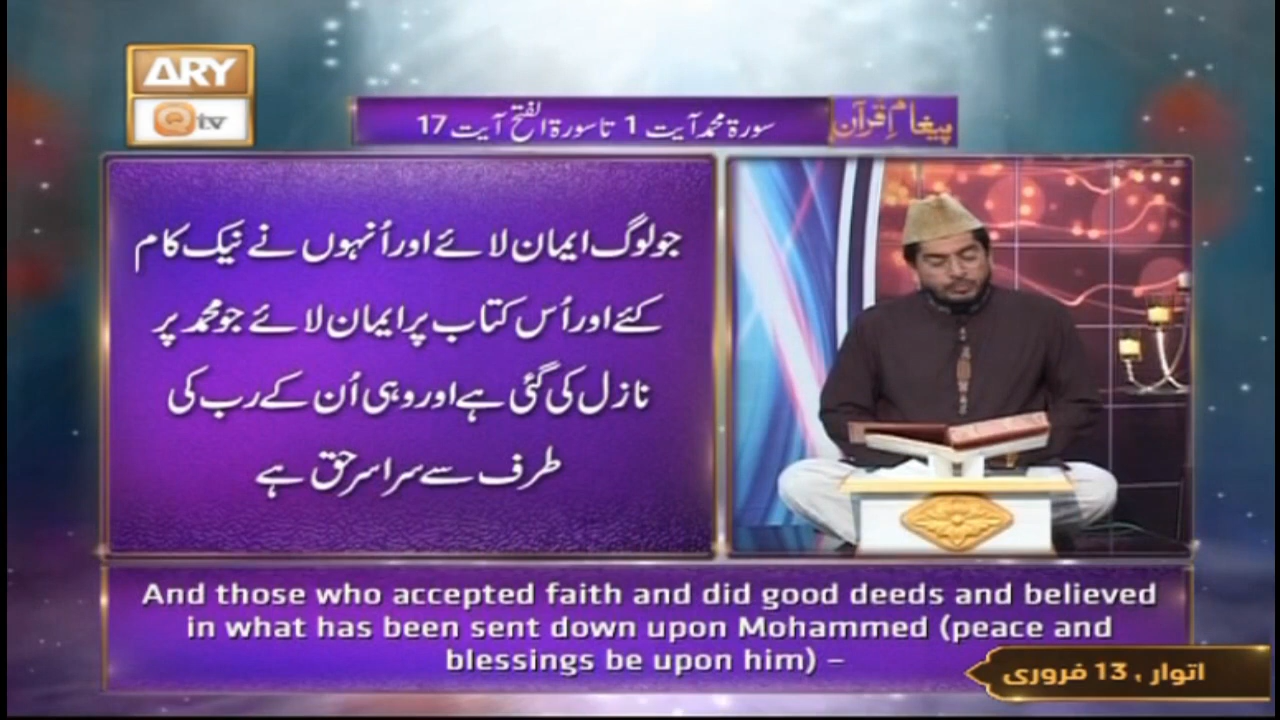 ARY
Qtv
سورۃ محمد آیت 1 تا سورۃ الفتح آیت 17
پیغام قرآن
جو لوگ ایمان لائے اور اُنہوں نے نیک کام
کئے اور اُس کتاب پر ایمان لائے جو محمد پر
نازل کی گئی ہے اور وہی اُن کے رب کی
طرف سے سراسر حق ہے
And those who accepted faith and did good deeds and believed
in what has been sent down upon Mohammed (peace and
blessings be upon him) –
اتوار ، 13 فروری